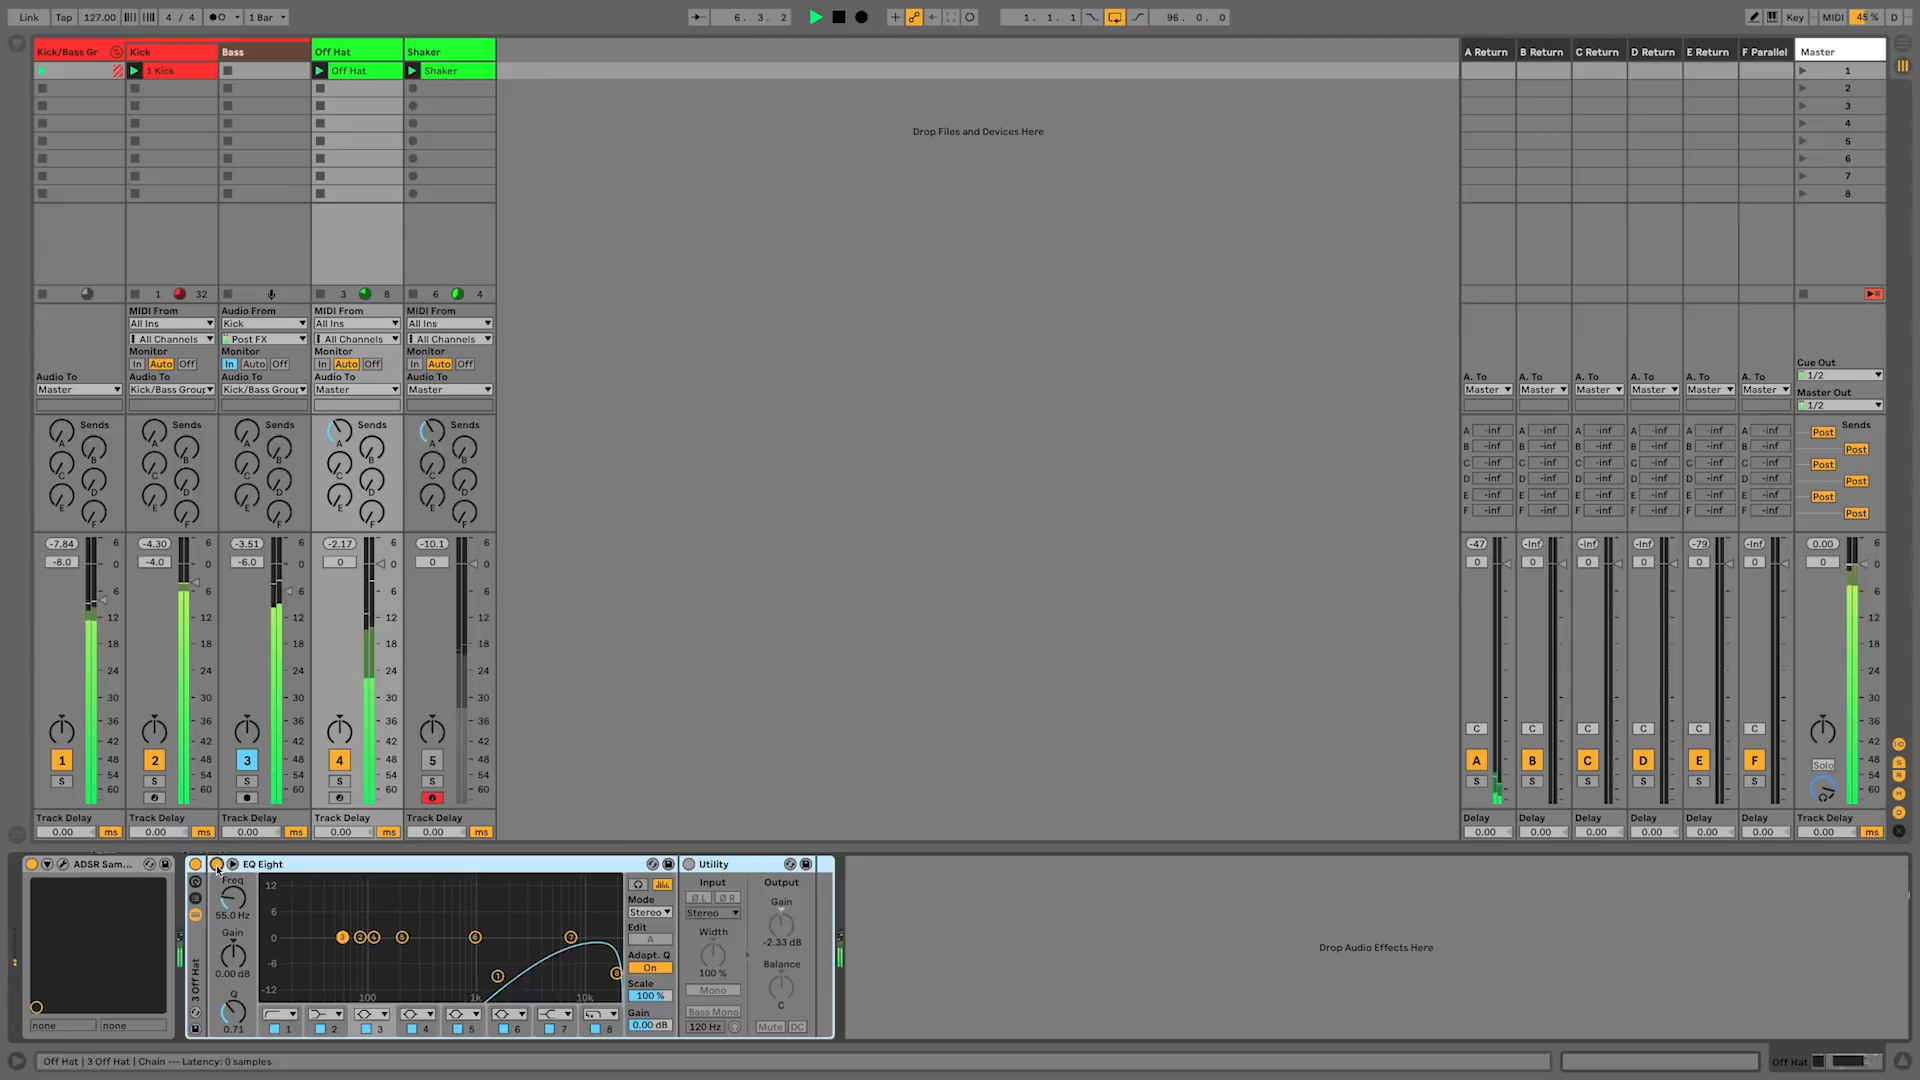 Link Tap 127.00 4 / 4 1 Bar 6. 3. 2 1. 1. 1 96. 0. 0 Key MIDI 45 % D
Kick/Bass Gr Kick Bass Off Hat Shaker A Return B Return C Return D Return E Return F Parallel Master
1 Kick Off Hat Shaker 1
2
3
4
5
6
7
8
Drop Files and Devices Here
1 32 3 8 6 4
MIDI From Audio From MIDI From MIDI From
All Ins Kick All Ins All Ins
All Channels Post FX All Channels All Channels
Monitor Monitor Monitor Monitor
In Auto Off In Auto Off In Auto Off In Auto Off
Cue Out
1/2
Audio To Audio To Audio To Audio To Audio To A. To A. To A. To A. To A. To A. To
Master Kick/Bass Group Kick/Bass Group Master Master Master Master Master Master Master Master
Master Out
1/2
Sends Sends Sends Sends Sends Sends
A A A A A A -inf A -inf A -inf A -inf A -inf A -inf Post
B B B B B B -inf B -inf B -inf B -inf B -inf B -inf Post
C C C C C C -inf C -inf C -inf C -inf C -inf C -inf Post
D D D D D D -inf D -inf D -inf D -inf D -inf D -inf Post
E E E E E E -inf E -inf E -inf E -inf E -inf E -inf Post
F F F F F F -inf F -inf F -inf F -inf F -inf F -inf Post
-7.84 6 -4.30 6 -3.51 6 -2.17 6 -10.1 6 -47 -Inf -Inf -Inf -79 -Inf 0.00 6
-8.0 0 -4.0 0 -6.0 0 0 0 0 0 0 0 0 0 0 0 0 0
6 6 6 6 6 6
12 12 12 12 12 12
18 18 18 18 18 18
24 24 24 24 24 24
30 30 30 30 30 30
36 36 36 36 36 36
C C C C C C
42 42 42 42 42 42
1 48 2 48 3 48 4 48 5 48 A B C D E F Solo 48
S 54 S 54 S 54 S 54 S 54 S S S S S S 54
60 60 60 60 60 60
Track Delay Track Delay Track Delay Track Delay Track Delay Delay Delay Delay Delay Delay Delay Track Delay
0.00 ms 0.00 ms 0.00 ms 0.00 ms 0.00 ms 0.00 0.00 0.00 0.00 0.00 0.00 0.00 ms
ADSR Sam...
none none
3 Off Hat
EQ Eight
Freq
55.0 Hz
Gain
0.00 dB
Q
0.71
12
6
0
-6
-12
3 2 4 5 6 7
1 8
100 1k 10k
1 2 3 4 5 6 7 8
Mode
Stereo
Edit
A
Adapt. Q
On
Scale
100 %
Gain
0.00 dB
Utility
Input
Ø L Ø R
Stereo
Width
100 %
Mono
Bass Mono
120 Hz
Output
Gain
-2.33 dB
Balance
C
Mute DC
Drop Audio Effects Here
Off Hat | 3 Off Hat | Chain --- Latency: 0 samples
Off Hat